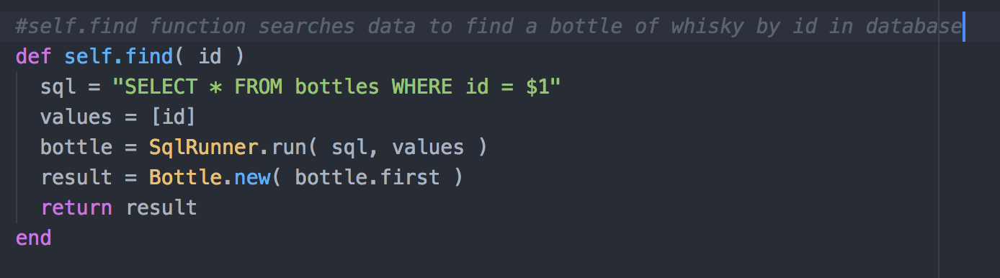 #self.find function searches data to find a bottle of whisky by id in database
def self.find( id )
  sql = "SELECT * FROM bottles WHERE id = $1"
  values = [id]
  bottle = SqlRunner.run( sql, values )
  result = Bottle.new( bottle.first )
  return result
end